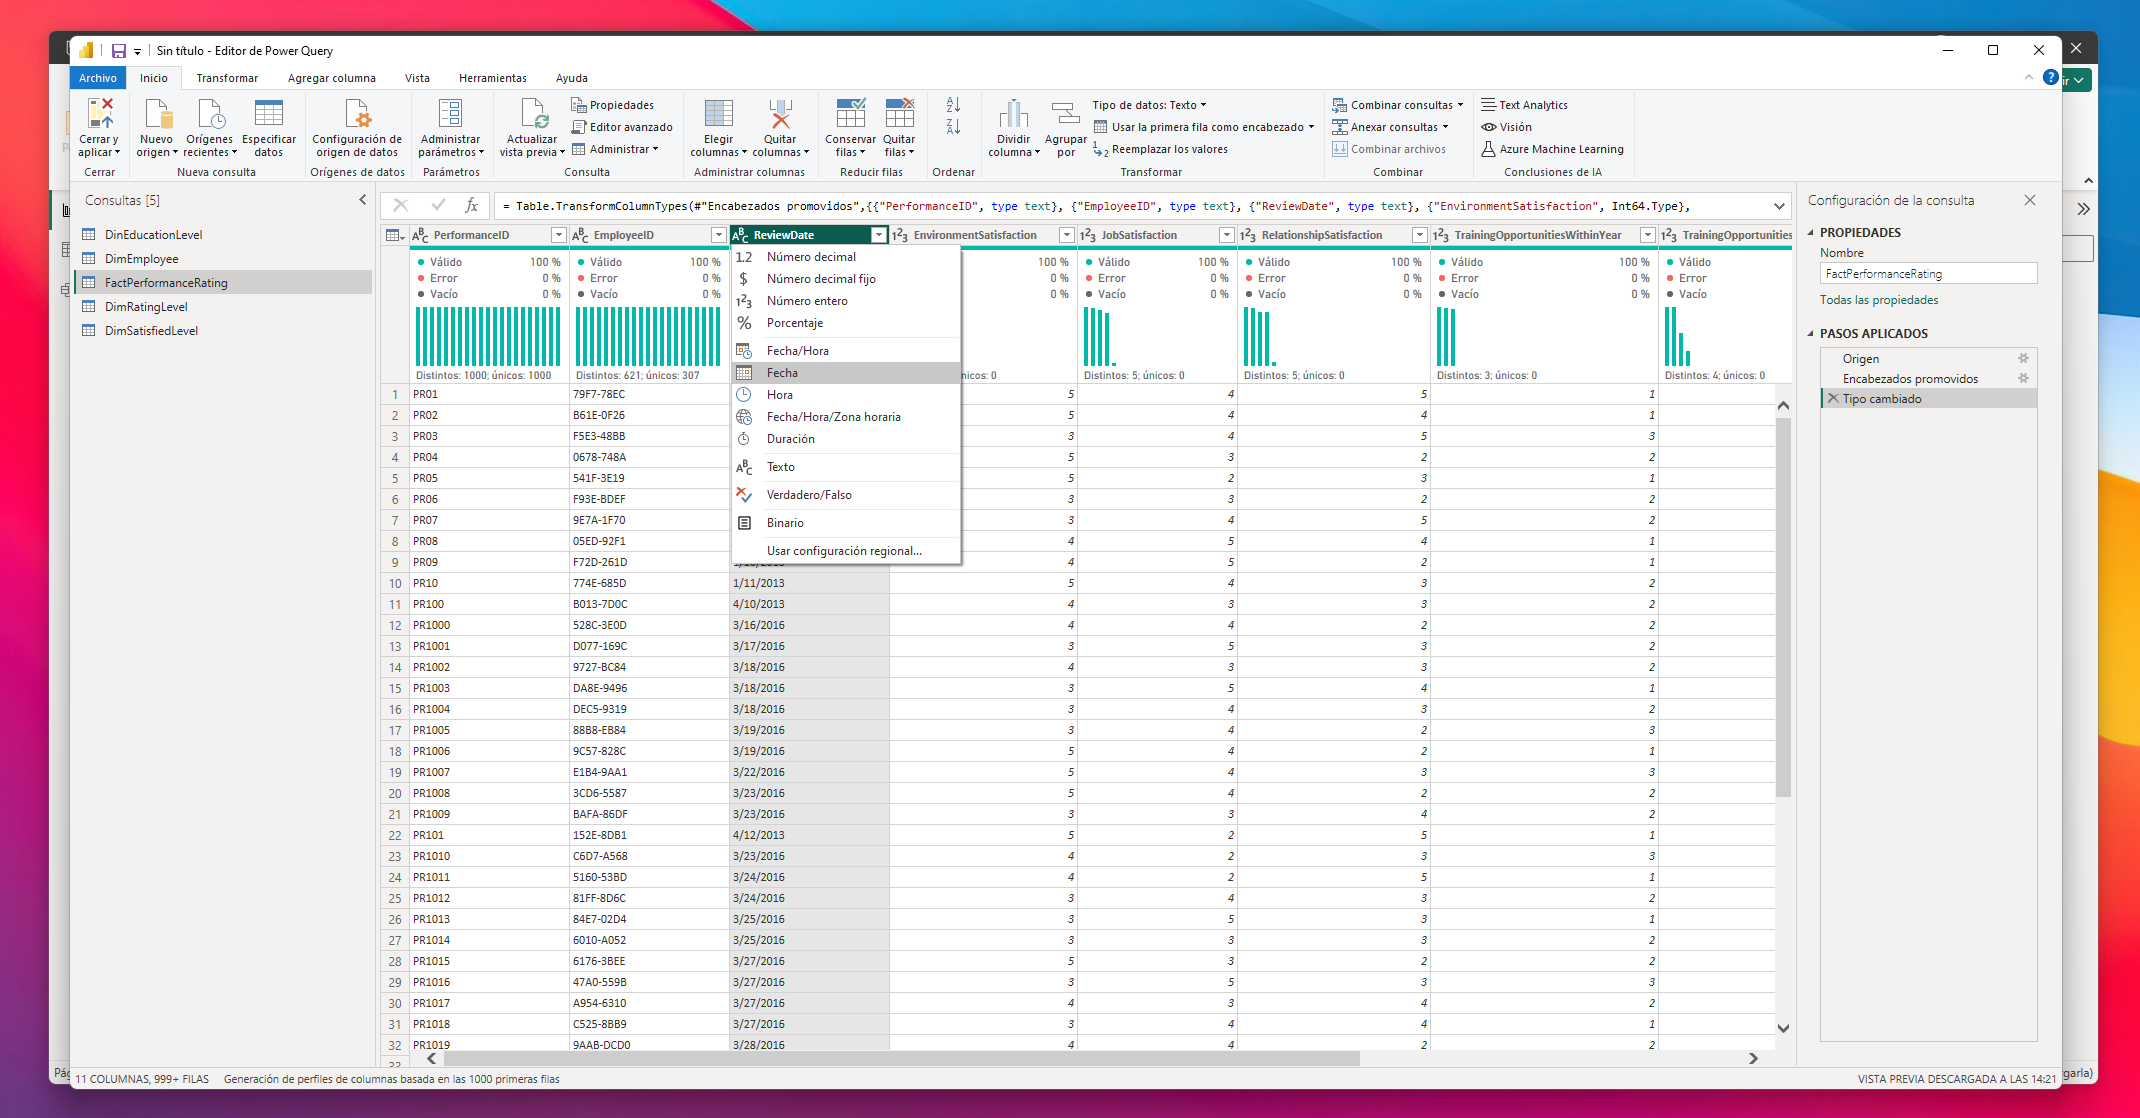 Sin título - Editor de Power Query
Archivo Inicio Transformar Agregar columna Vista Herramientas Ayuda
Cerrar y aplicar
Nuevo origen
Orígenes recientes
Especificar datos
Configuración de origen de datos
Administrar parámetros
Actualizar vista previa
Propiedades
Editor avanzado
Administrar
Elegir columnas
Quitar columnas
Conservar filas
Quitar filas
Dividir columna
Agrupar por
Tipo de datos: Texto
Usar la primera fila como encabezado
Reemplazar los valores
Combinar consultas
Anexar consultas
Combinar archivos
Text Analytics
Visión
Azure Machine Learning
Cerrar Nueva consulta Orígenes de datos Parámetros Consulta Administrar columnas Reducir filas Ordenar Transformar Combinar Conclusiones de IA
Consultas [5]
DinEducationLevel
DimEmployee
FactPerformanceRating
DimRatingLevel
DimSatisfiedLevel
= Table.TransformColumnTypes(#"Encabezados promovidos",{{"PerformanceID", type text}, {"EmployeeID", type text}, {"ReviewDate", type text}, {"EnvironmentSatisfaction", Int64.Type},
PerformanceID EmployeeID ReviewDate EnvironmentSatisfaction JobSatisfaction RelationshipSatisfaction TrainingOpportunitiesWithinYear TrainingOpportunities
Válido 100 % Válido 100 % 100 % Válido 100 % Válido 100 % Válido 100 % Válido
Error 0 % Error 0 % 0 % Error 0 % Error 0 % Error 0 % Error
Vacío 0 % Vacío 0 % 0 % Vacío 0 % Vacío 0 % Vacío 0 % Vacío
Distintos: 1000; únicos: 1000 Distintos: 621; únicos: 307 nicos: 0 Distintos: 5; únicos: 0 Distintos: 5; únicos: 0 Distintos: 3; únicos: 0 Distintos: 4; únicos: 0
1.2 Número decimal
$ Número decimal fijo
123 Número entero
% Porcentaje
Fecha/Hora
Fecha
Hora
Fecha/Hora/Zona horaria
Duración
ABC Texto
Verdadero/Falso
Binario
Usar configuración regional...
1 PR01 79F7-78EC 5 4 5 1
2 PR02 B61E-0F26 5 4 4 1
3 PR03 F5E3-48BB 3 4 5 3
4 PR04 0678-748A 5 3 2 2
5 PR05 541F-3E19 5 2 3 1
6 PR06 F93E-BDEF 3 3 2 2
7 PR07 9E7A-1F70 3 4 5 2
8 PR08 05ED-92F1 4 5 4 1
9 PR09 F72D-261D 4 5 2 1
10 PR10 774E-685D 1/11/2013 5 4 3 2
11 PR100 B013-7D0C 4/10/2013 4 3 3 2
12 PR1000 528C-3E0D 3/16/2016 4 4 2 2
13 PR1001 D077-169C 3/17/2016 3 5 3 2
14 PR1002 9727-BC84 3/18/2016 4 3 3 2
15 PR1003 DA8E-9496 3/18/2016 3 5 4 1
16 PR1004 DEC5-9319 3/18/2016 3 4 3 2
17 PR1005 88B8-EB84 3/19/2016 3 4 2 3
18 PR1006 9C57-828C 3/19/2016 5 4 2 1
19 PR1007 E1B4-9AA1 3/22/2016 5 4 3 3
20 PR1008 3CD6-5587 3/23/2016 5 4 2 2
21 PR1009 BAFA-86DF 3/23/2016 3 3 4 2
22 PR101 152E-8DB1 4/12/2013 5 2 5 1
23 PR1010 C6D7-A568 3/23/2016 4 2 3 3
24 PR1011 5160-53BD 3/24/2016 4 2 5 1
25 PR1012 81FF-8D6C 3/24/2016 3 4 3 2
26 PR1013 84E7-02D4 3/25/2016 3 5 3 1
27 PR1014 6010-A052 3/25/2016 3 3 3 2
28 PR1015 6176-3BEE 3/27/2016 5 3 2 2
29 PR1016 47A0-559B 3/27/2016 3 5 3 3
30 PR1017 A954-6310 3/27/2016 4 3 4 2
31 PR1018 C525-8BB9 3/27/2016 3 4 4 1
32 PR1019 9AAB-DCD0 3/28/2016 4 4 2 2
Configuración de la consulta
PROPIEDADES
Nombre
FactPerformanceRating
Todas las propiedades
PASOS APLICADOS
Origen
Encabezados promovidos
Tipo cambiado
11 COLUMNAS, 999+ FILAS Generación de perfiles de columnas basada en las 1000 primeras filas
VISTA PREVIA DESCARGADA A LAS 14:21